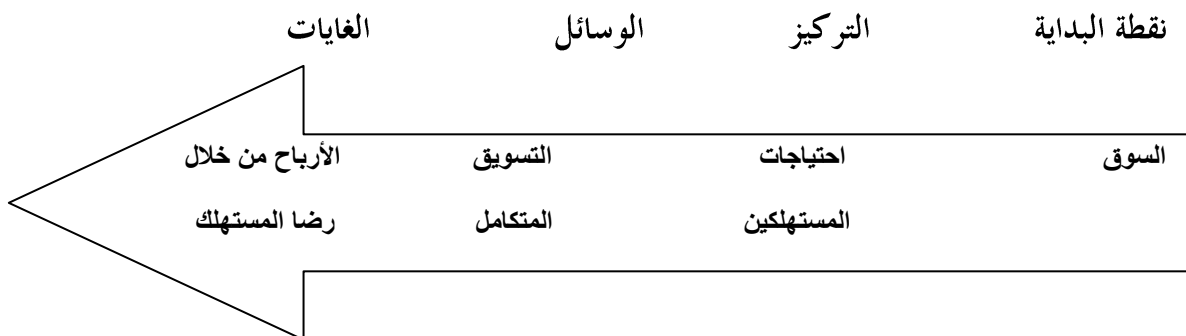 نقطة البداية التركيز الوسائل الغايات
السوق احتياجات التسويق الأرباح من خلال
المستهلكين المتكامل رضا المستهلك